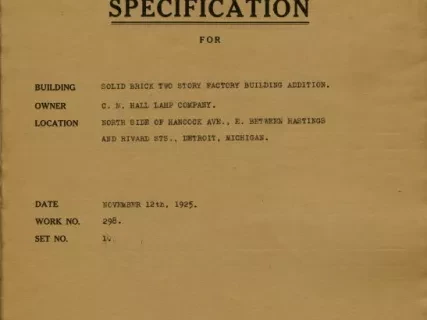 SPECIFICATION
FOR
BUILDING SOLID BRICK TWO STORY FACTORY BUILDING ADDITION.
OWNER C. M. HALL LAMP COMPANY.
LOCATION NORTH SIDE OF HANCOCK AVE., E. BETWEEN HASTINGS
AND RIVARD STS., DETROIT, MICHIGAN.
DATE NOVEMBER 12th, 1925.
WORK NO. 298.
SET NO.